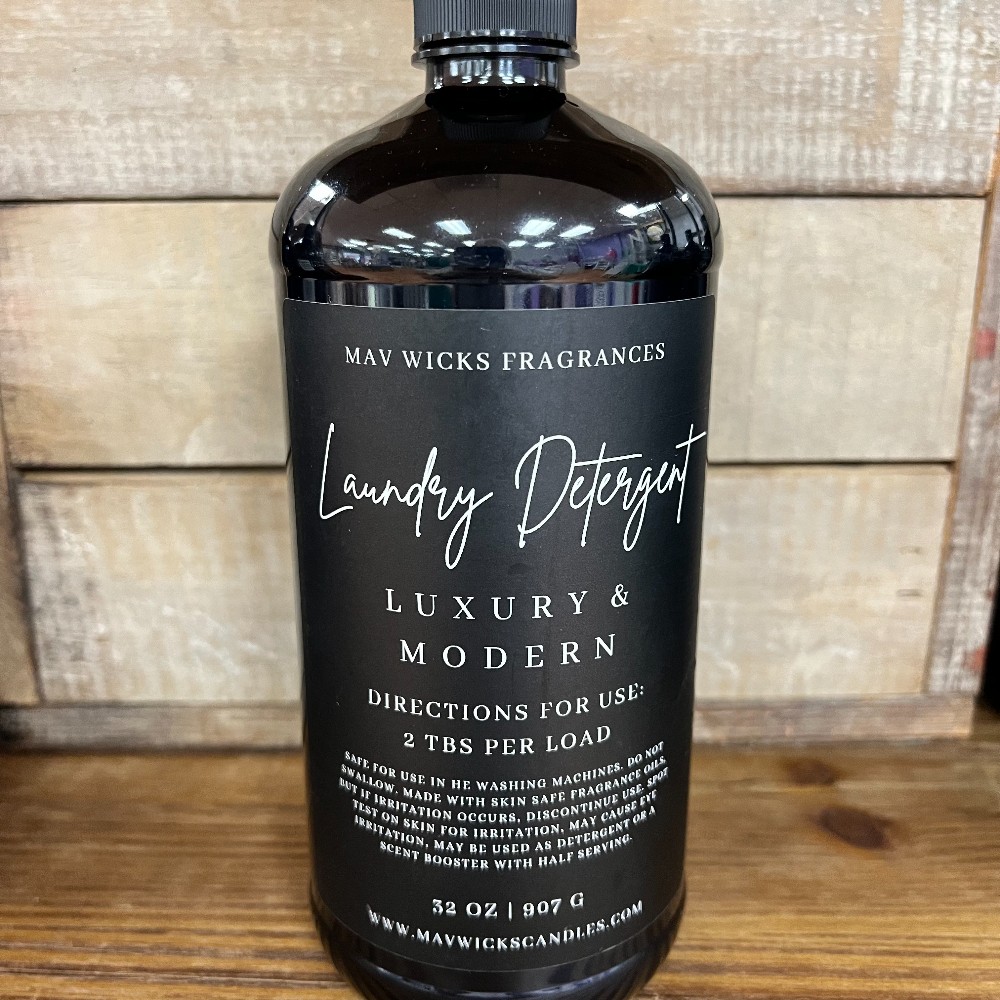 MAV WICKS FRAGRANCES
Laundry Detergent
LUXURY &
MODERN
DIRECTIONS FOR USE:
2 TBS PER LOAD
SAFE FOR USE IN HE WASHING MACHINES. DO NOT
SWALLOW. MADE WITH SKIN SAFE FRAGRANCE OILS,
BUT IF IRRITATION OCCURS, DISCONTINUE USE. SPOT
TEST ON SKIN FOR IRRITATION, MAY CAUSE EYE
IRRITATION, MAY BE USED AS DETERGENT OR A
SCENT BOOSTER WITH HALF SERVING.
32 OZ | 907 G
WWW.MAVWICKSCANDLES.COM